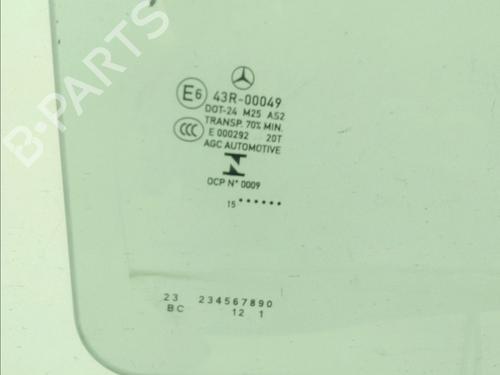 B-PARTS
E6 43R-00049
DOT-24 M25 AS2
TRANSP. 70% MIN.
CCC E 000292 20T
AGC AUTOMOTIVE
N
OCP N° 0009
15 ••••••
23 234567890
BC 12 1